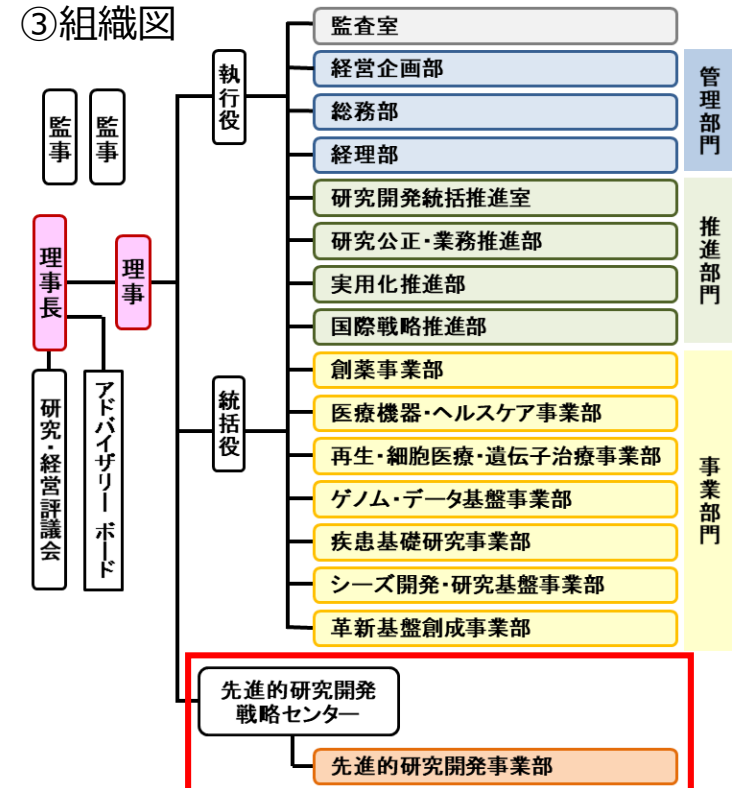 ③組織図
監事
監事
理事長
理事
研究・経営評議会
アドバイザリー ボード
執行役
統括役
監査室
経営企画部
総務部
経理部
管理部門
研究開発統括推進室
研究公正・業務推進部
実用化推進部
国際戦略推進部
推進部門
創薬事業部
医療機器・ヘルスケア事業部
再生・細胞医療・遺伝子治療事業部
ゲノム・データ基盤事業部
疾患基礎研究事業部
シーズ開発・研究基盤事業部
革新基盤創成事業部
事業部門
先進的研究開発
戦略センター
先進的研究開発事業部